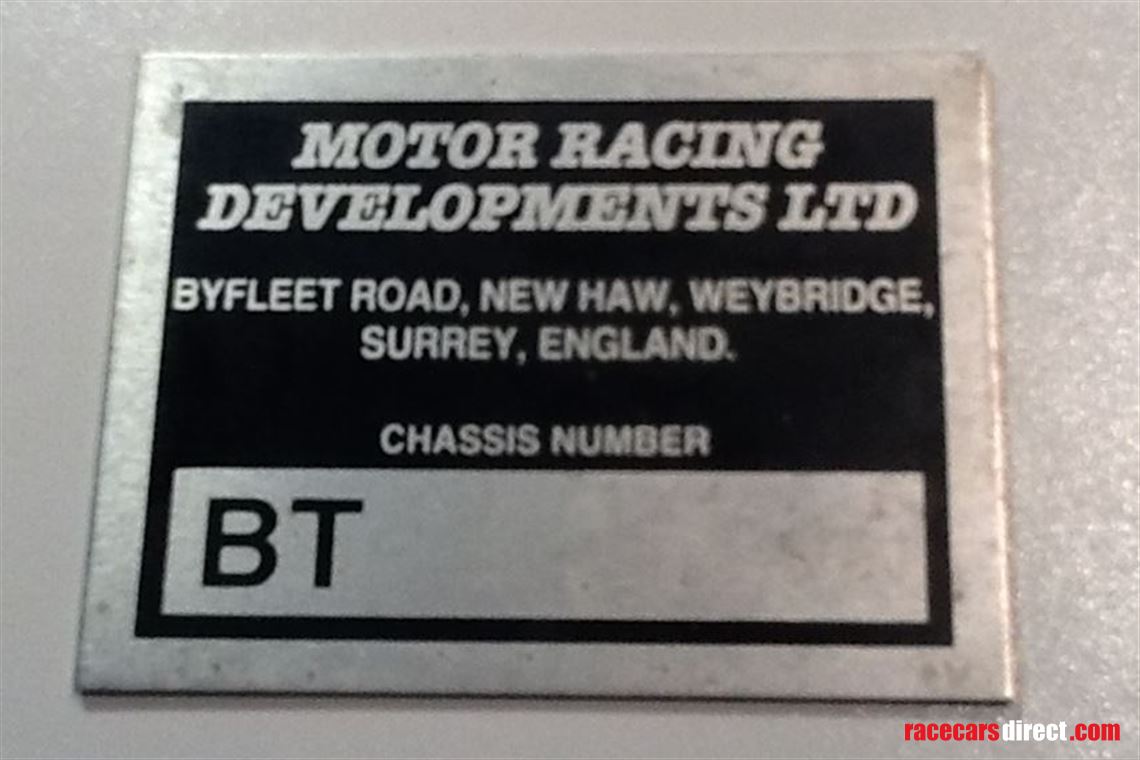 MOTOR RACING
DEVELOPMENTS LTD
BYFLEET ROAD, NEW HAW, WEYBRIDGE,
SURREY, ENGLAND.
CHASSIS NUMBER
BT
racecarsdirect.com